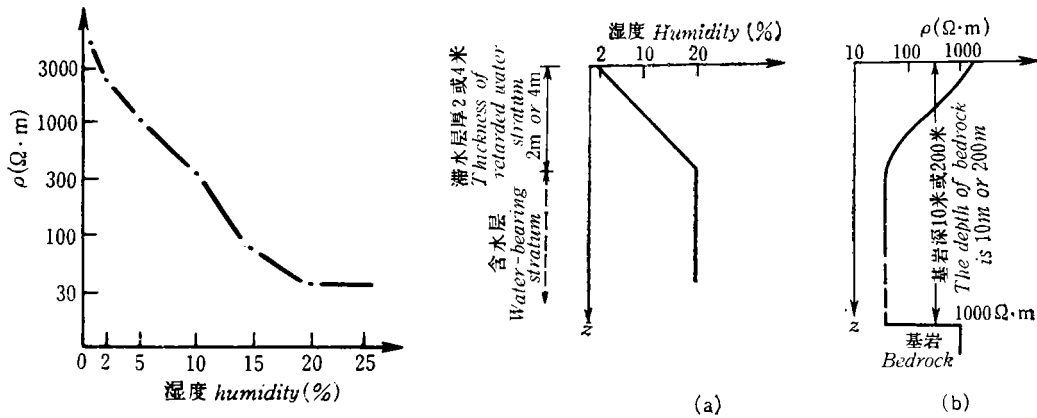 ρ(Ω·m)
3000
1000
300
100
30
0 2 5 10 15 20 25
湿度 humidity(%)
湿度 Humidity (%)
2 10 20
滞水层厚2或4米
Thickness of
retarded water
stratum
2m or 4m
含水层
Water-bearing
stratum
z
(a)
ρ(Ω·m)
10 100 1000
基岩深10米或200米
The depth of bedrock
is 10m or 200m
1000Ω·m
z
基岩
Bedrock
(b)